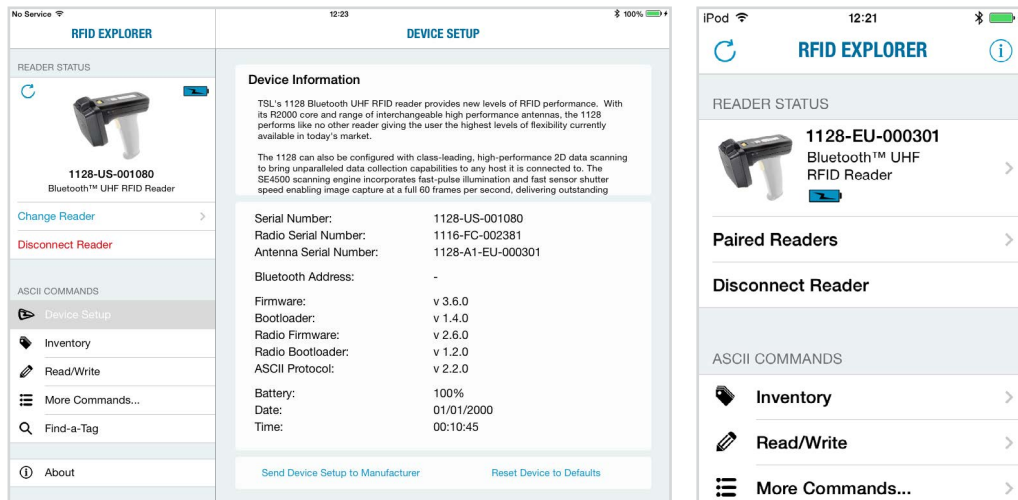 No Service
12:23
100%
RFID EXPLORER
DEVICE SETUP
READER STATUS
1128-US-001080
Bluetooth™ UHF RFID Reader
Change Reader
Disconnect Reader
ASCII COMMANDS
Device Setup
Inventory
Read/Write
More Commands...
Find-a-Tag
About
Device Information
TSL's 1128 Bluetooth UHF RFID reader provides new levels of RFID performance. With
its R2000 core and range of interchangeable high performance antennas, the 1128
performs like no other reader giving the user the highest levels of flexibility currently
available in today's market.
The 1128 can also be configured with class-leading, high-performance 2D data scanning
to bring unparalleled data collection capabilities to any host it is connected to. The
SE4500 scanning engine incorporates fast-pulse illumination and fast sensor shutter
speed enabling image capture at a full 60 frames per second, delivering outstanding
Serial Number: 1128-US-001080
Radio Serial Number: 1116-FC-002381
Antenna Serial Number: 1128-A1-EU-000301
Bluetooth Address: -
Firmware: v 3.6.0
Bootloader: v 1.4.0
Radio Firmware: v 2.6.0
Radio Bootloader: v 1.2.0
ASCII Protocol: v 2.2.0
Battery: 100%
Date: 01/01/2000
Time: 00:10:45
Send Device Setup to Manufacturer
Reset Device to Defaults
iPod
12:21
RFID EXPLORER
READER STATUS
1128-EU-000301
Bluetooth™ UHF
RFID Reader
Paired Readers
Disconnect Reader
ASCII COMMANDS
Inventory
Read/Write
More Commands...